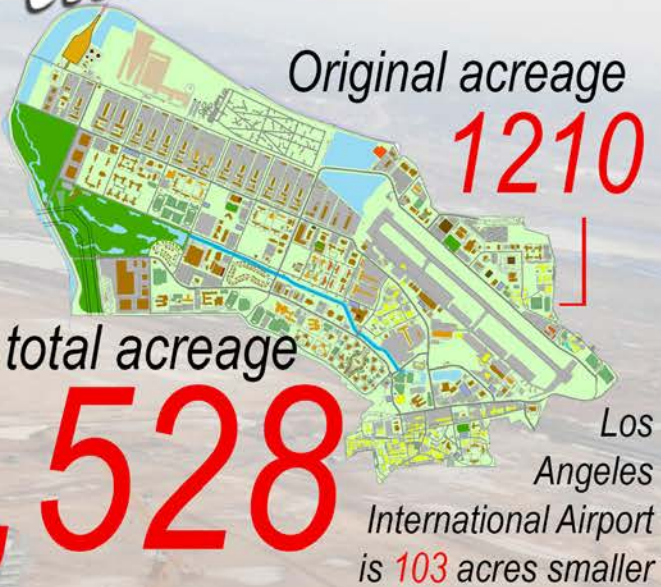 Original acreage
1210
total acreage
,528
Los
Angeles
International Airport
is 103 acres smaller